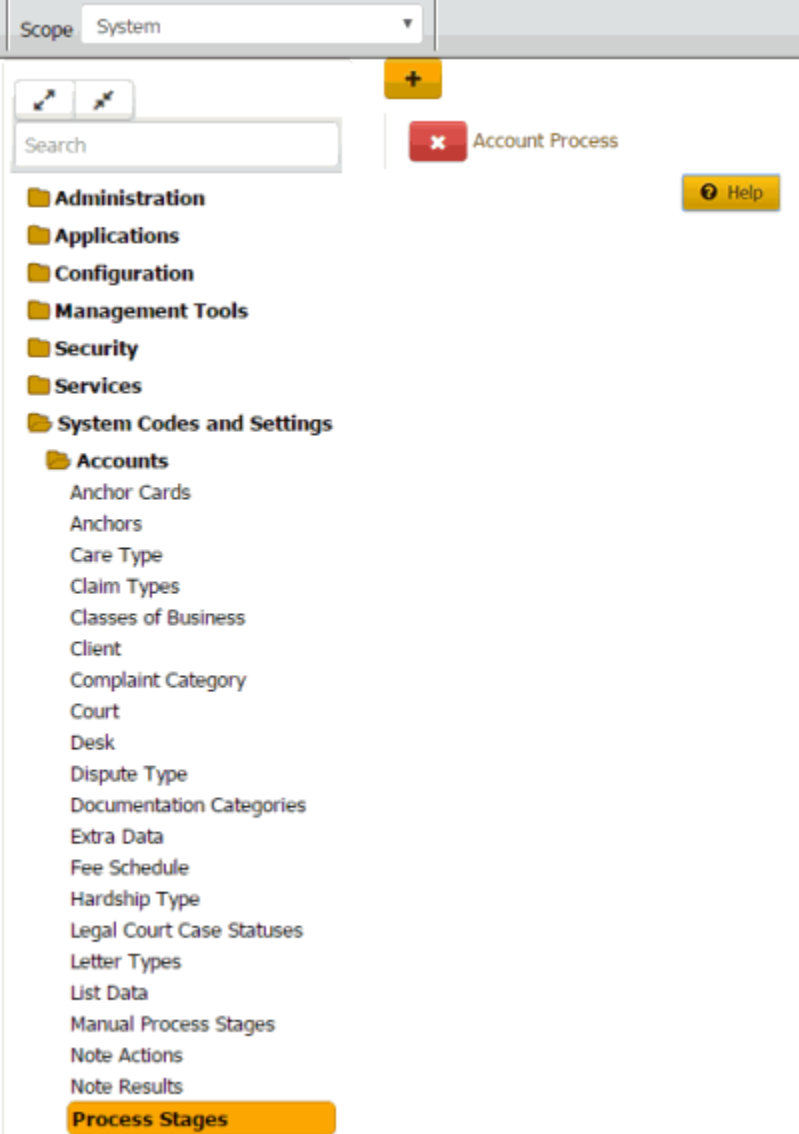 Scope System
Search
Account Process
Help
Administration
Applications
Configuration
Management Tools
Security
Services
System Codes and Settings
Accounts
Anchor Cards
Anchors
Care Type
Claim Types
Classes of Business
Client
Complaint Category
Court
Desk
Dispute Type
Documentation Categories
Extra Data
Fee Schedule
Hardship Type
Legal Court Case Statuses
Letter Types
List Data
Manual Process Stages
Note Actions
Note Results
Process Stages